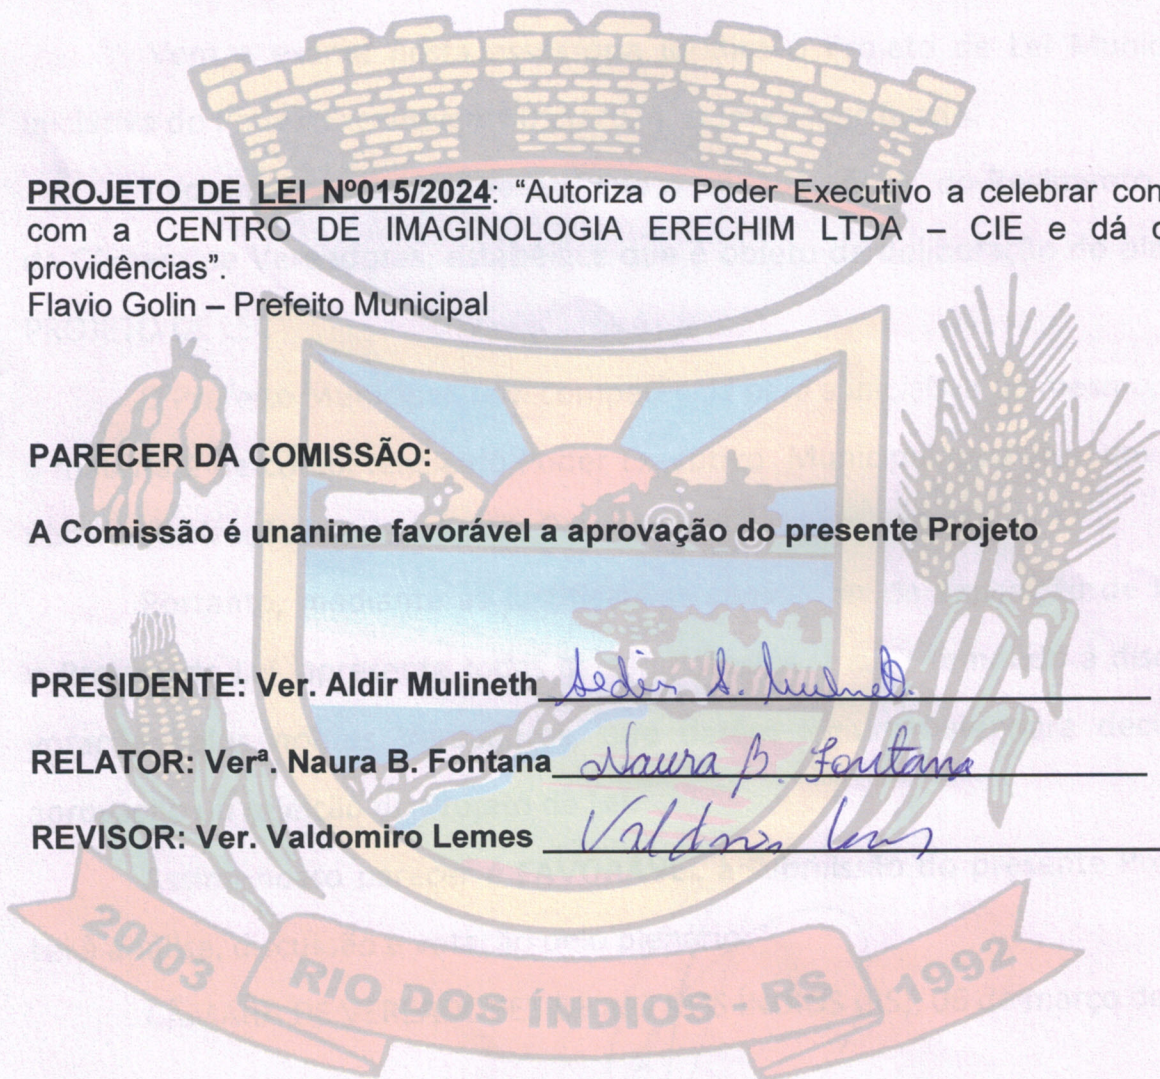 PROJETO DE LEI Nº015/2024: “Autoriza o Poder Executivo a celebrar con
com a CENTRO DE IMAGINOLOGIA ERECHIM LTDA – CIE e dá o
providências”.
Flavio Golin – Prefeito Municipal
PARECER DA COMISSÃO:
A Comissão é unanime favorável a aprovação do presente Projeto
PRESIDENTE: Ver. Aldir Mulineth
RELATOR: Verª. Naura B. Fontana Naura B. Fontana
REVISOR: Ver. Valdomiro Lemes
20/03 RIO DOS ÍNDIOS - RS 1992